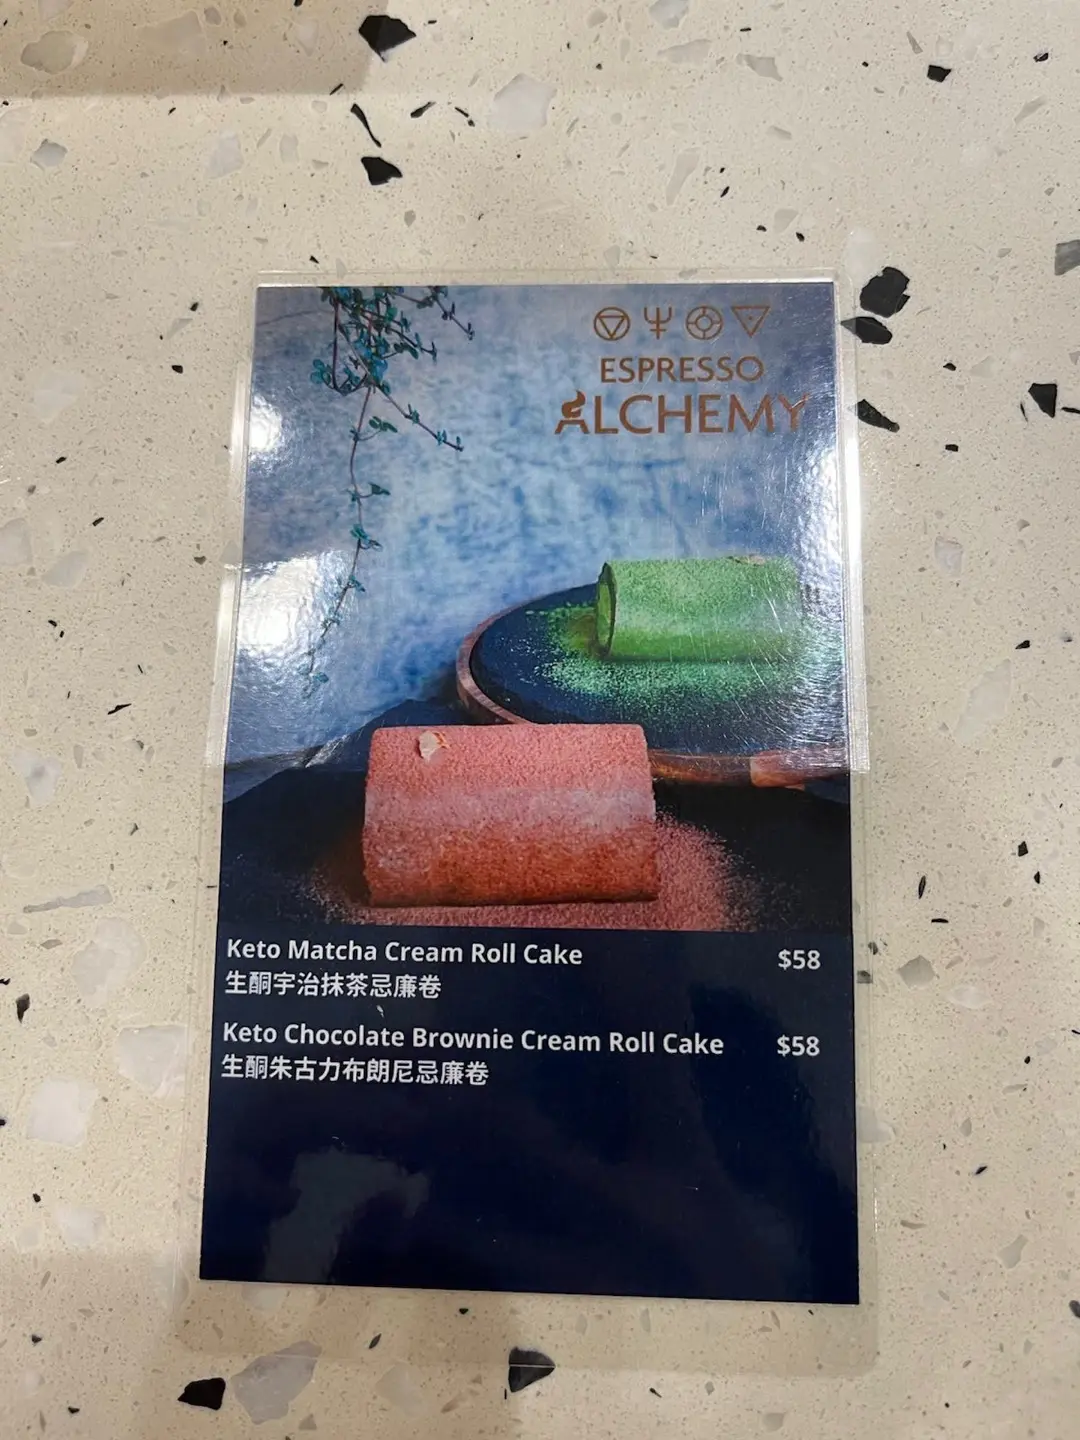 ESPRESSO
ALCHEMY
Keto Matcha Cream Roll Cake $58
生酮宇治抹茶忌廉卷
Keto Chocolate Brownie Cream Roll Cake $58
生酮朱古力布朗尼忌廉卷